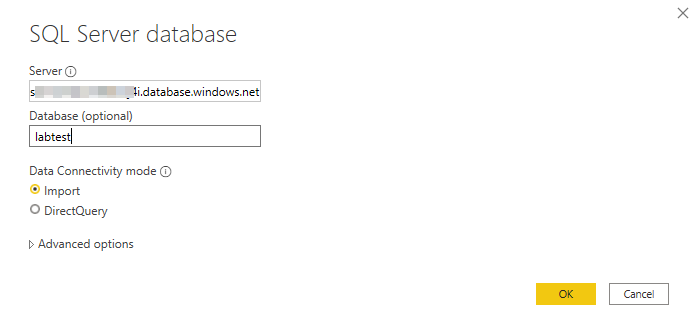 SQL Server database
Server
4i.database.windows.net
Database (optional)
labtest
Data Connectivity mode
Import
DirectQuery
Advanced options
OK
Cancel